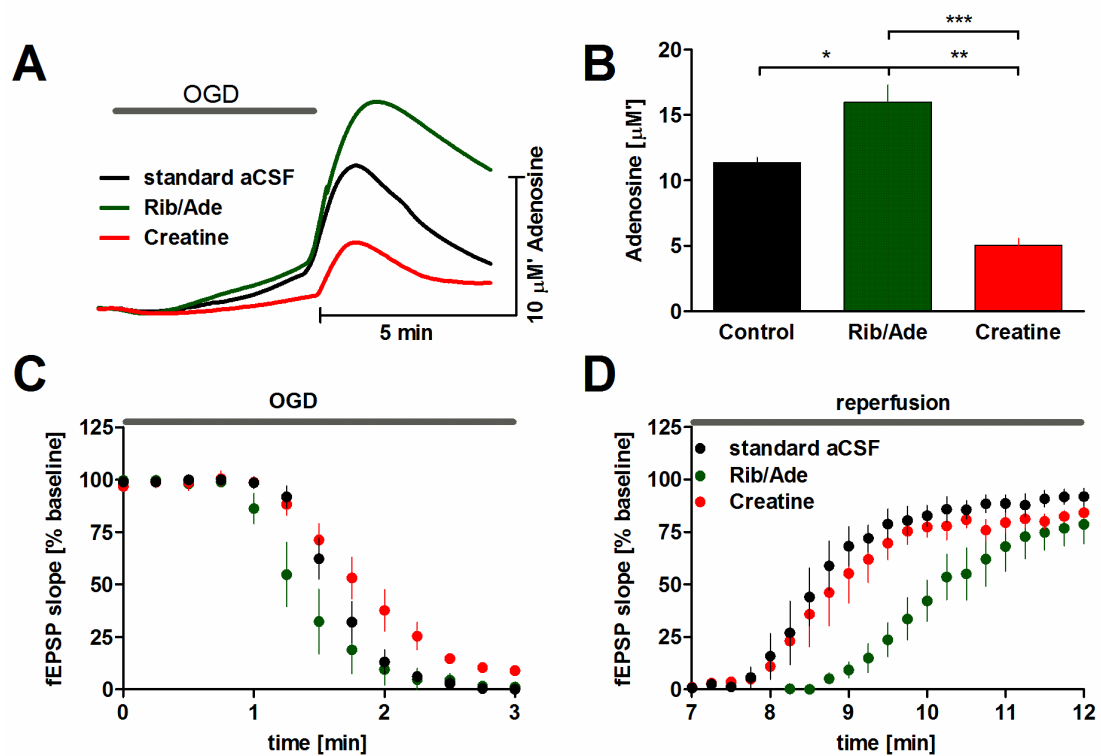 A
OGD
standard aCSF
Rib/Ade
Creatine
10 µM' Adenosine
5 min
B
***
*
**
Adenosine [µM']
20
15
10
5
0
Control
Rib/Ade
Creatine
C
OGD
fEPSP slope [% baseline]
125
100
75
50
25
0
0
1
2
3
time [min]
D
reperfusion
standard aCSF
Rib/Ade
Creatine
fEPSP slope [% baseline]
125
100
75
50
25
0
7
8
9
10
11
12
time [min]